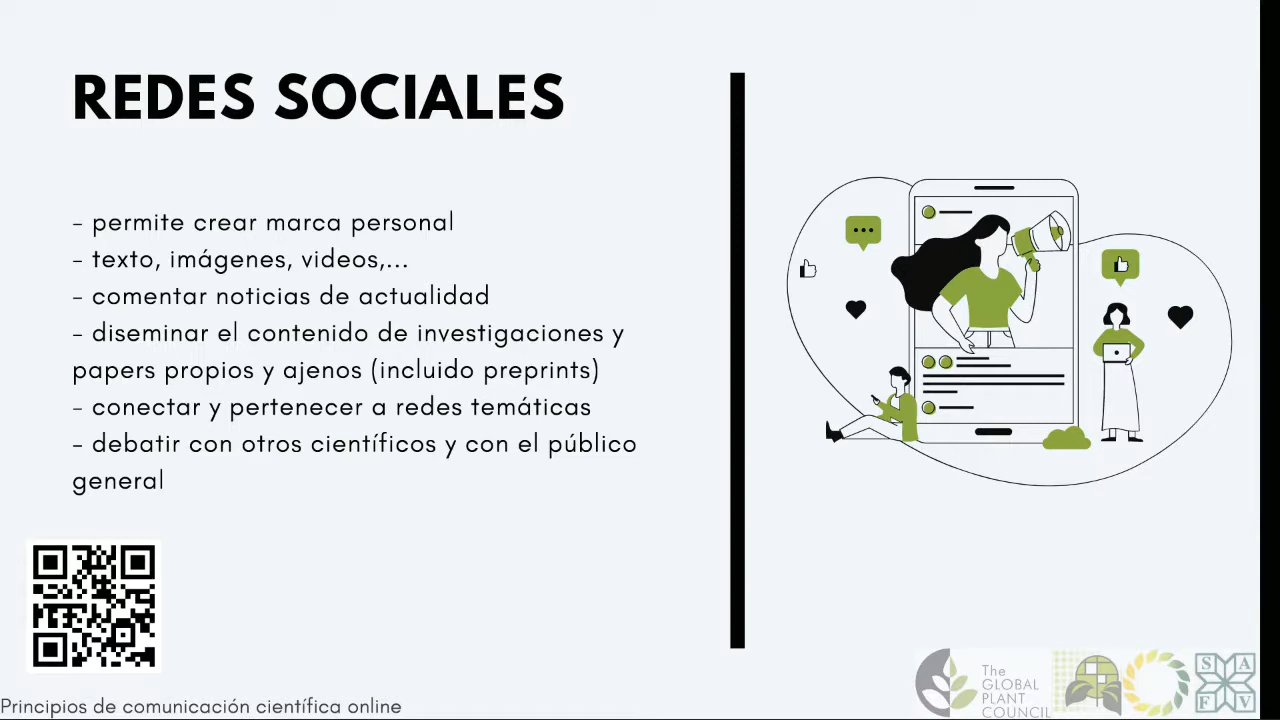 REDES SOCIALES
- permite crear marca personal
- texto, imágenes, videos,...
- comentar noticias de actualidad
- diseminar el contenido de investigaciones y
papers propios y ajenos (incluido preprints)
- conectar y pertenecer a redes temáticas
- debatir con otros científicos y con el público
general
Principios de comunicación científica online
The
GLOBAL
PLANT
COUNCIL
S A
F V